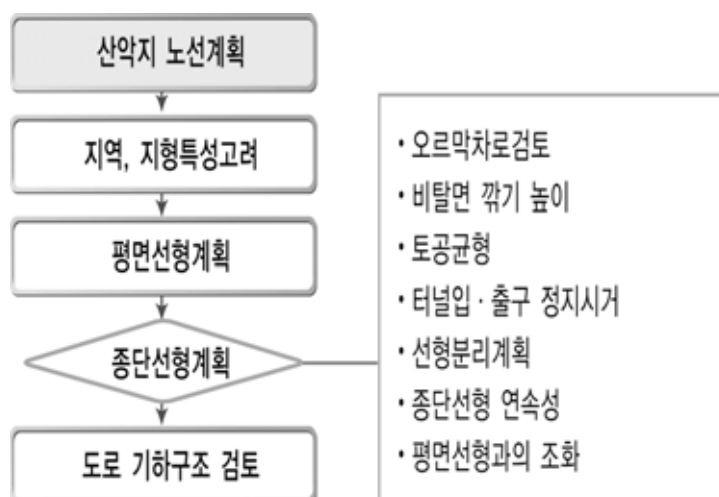 산악지 노선계획
지역, 지형특성고려
평면선형계획
종단선형계획
도로 기하구조 검토
• 오르막차로검토
• 비탈면 깎기 높이
• 토공균형
• 터널입 · 출구 정지시거
• 선형분리계획
• 종단선형 연속성
• 평면선형과의 조화